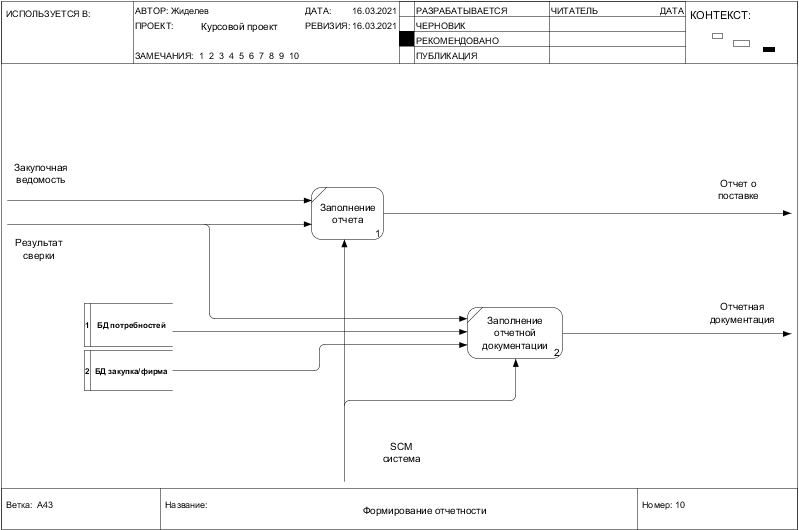 ИСПОЛЬЗУЕТСЯ В:
АВТОР: Жиделев
ДАТА: 16.03.2021
ПРОЕКТ: Курсовой проект
РЕВИЗИЯ: 16.03.2021
ЗАМЕЧАНИЯ: 1 2 3 4 5 6 7 8 9 10
РАЗРАБАТЫВАЕТСЯ
ЧЕРНОВИК
РЕКОМЕНДОВАНО
ПУБЛИКАЦИЯ
ЧИТАТЕЛЬ ДАТА
КОНТЕКСТ:
Закупочная
ведомость
Результат
сверки
Заполнение
отчета
1
Отчет о
поставке
1 БД потребностей
2 БД закупка/фирма
Заполнение
отчетной
документации
2
Отчетная
документация
SCM
система
Ветка: A43
Название:
Формирование отчетности
Номер: 10